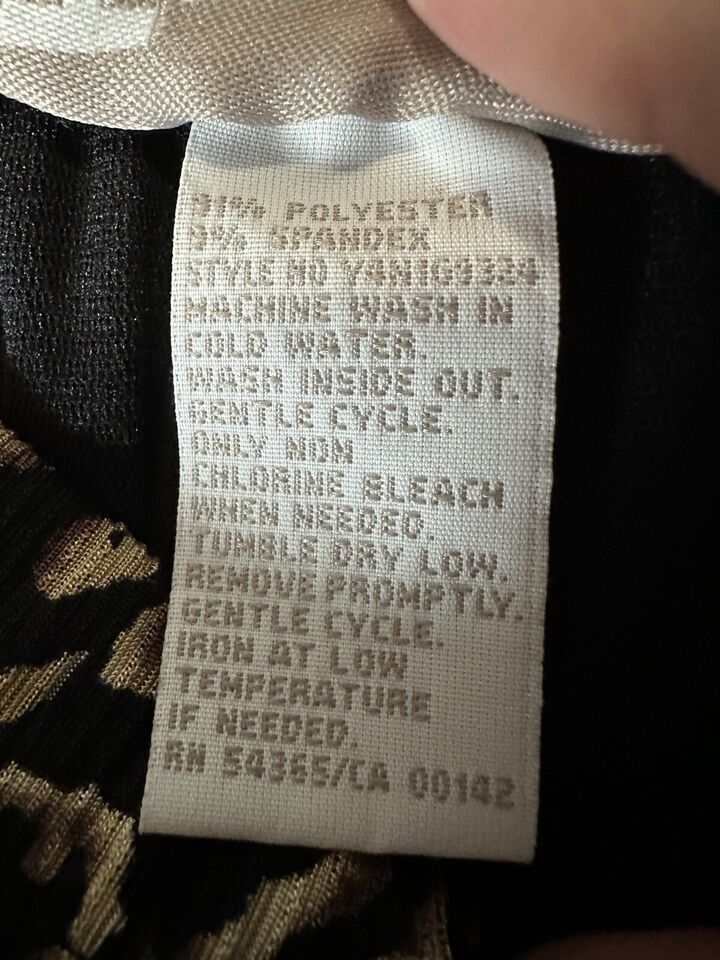 91% POLYESTER
9% SPANDEX
STYLE NO Y4N1G9324
MACHINE WASH IN
COLD WATER.
WASH INSIDE OUT.
GENTLE CYCLE.
ONLY NON
CHLORINE BLEACH
WHEN NEEDED.
TUMBLE DRY LOW.
REMOVE PROMPTLY.
GENTLE CYCLE.
IRON AT LOW
TEMPERATURE
IF NEEDED.
RN 54365/CA 00142